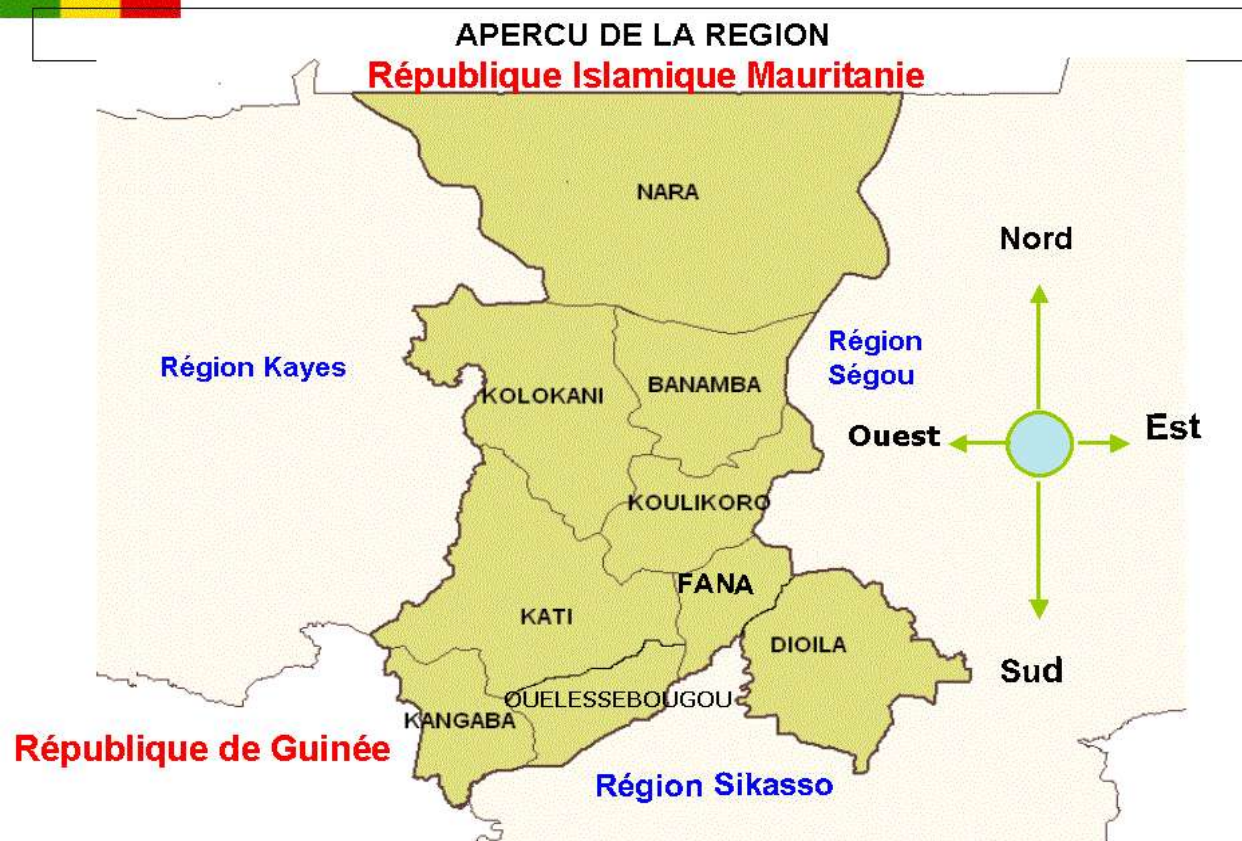 APERCU DE LA REGION
République Islamique Mauritanie
NARA
Nord
Région Kayes
Région
Ségou
KOLOKANI
BANAMBA
Ouest
Est
KOULIKORO
FANA
KATI
DIOILA
Sud
OUELESSEBOUGOU
KANGABA
République de Guinée
Région Sikasso